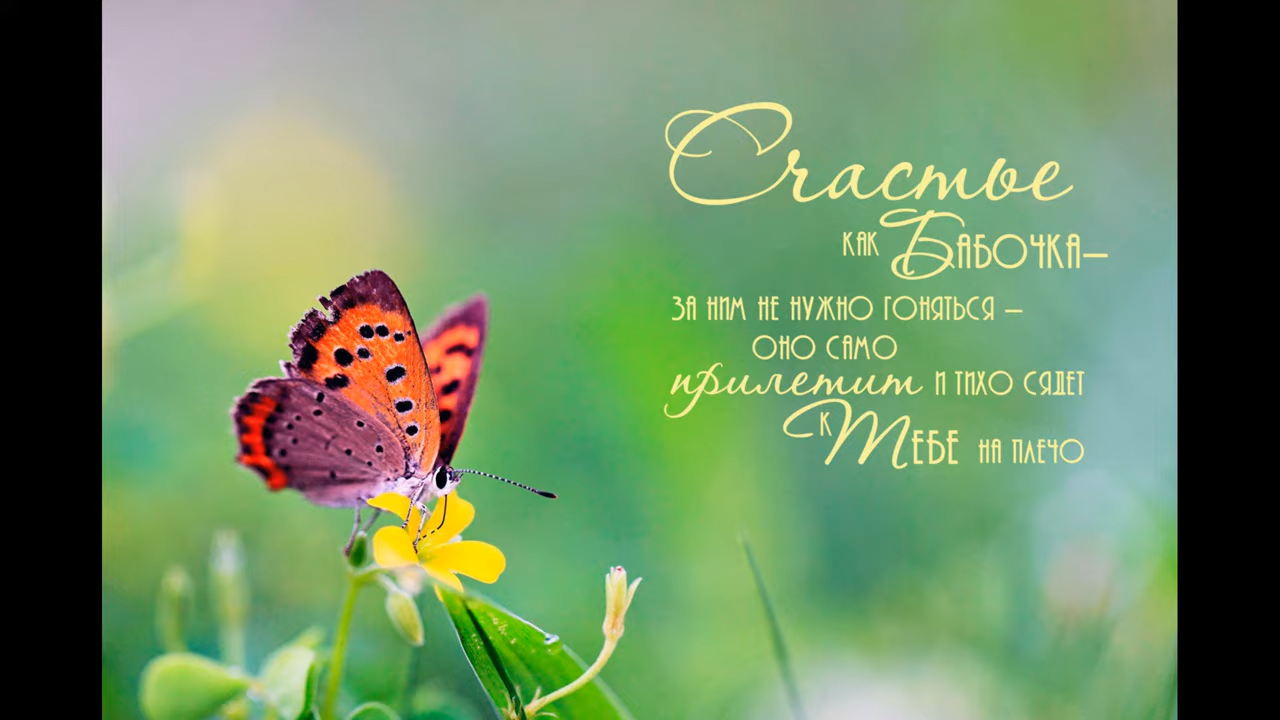 Счастье
как Бабочка–
за ним не нужно гоняться –
оно само
прилетит и тихо сядет
к Тебе на плечо